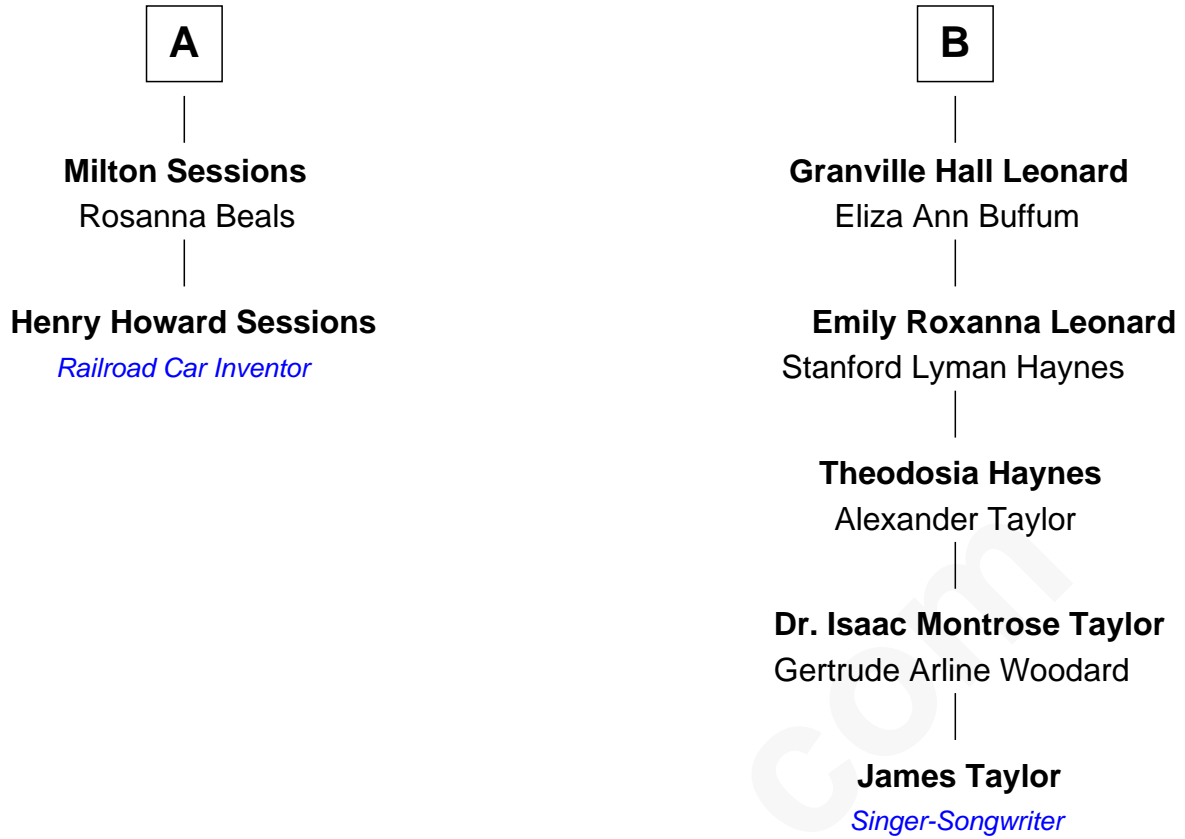 A
Milton Sessions
Rosanna Beals
Henry Howard Sessions
Railroad Car Inventor
B
Granville Hall Leonard
Eliza Ann Buffum
Emily Roxanna Leonard
Stanford Lyman Haynes
Theodosia Haynes
Alexander Taylor
Dr. Isaac Montrose Taylor
Gertrude Arline Woodard
James Taylor
Singer-Songwriter
com